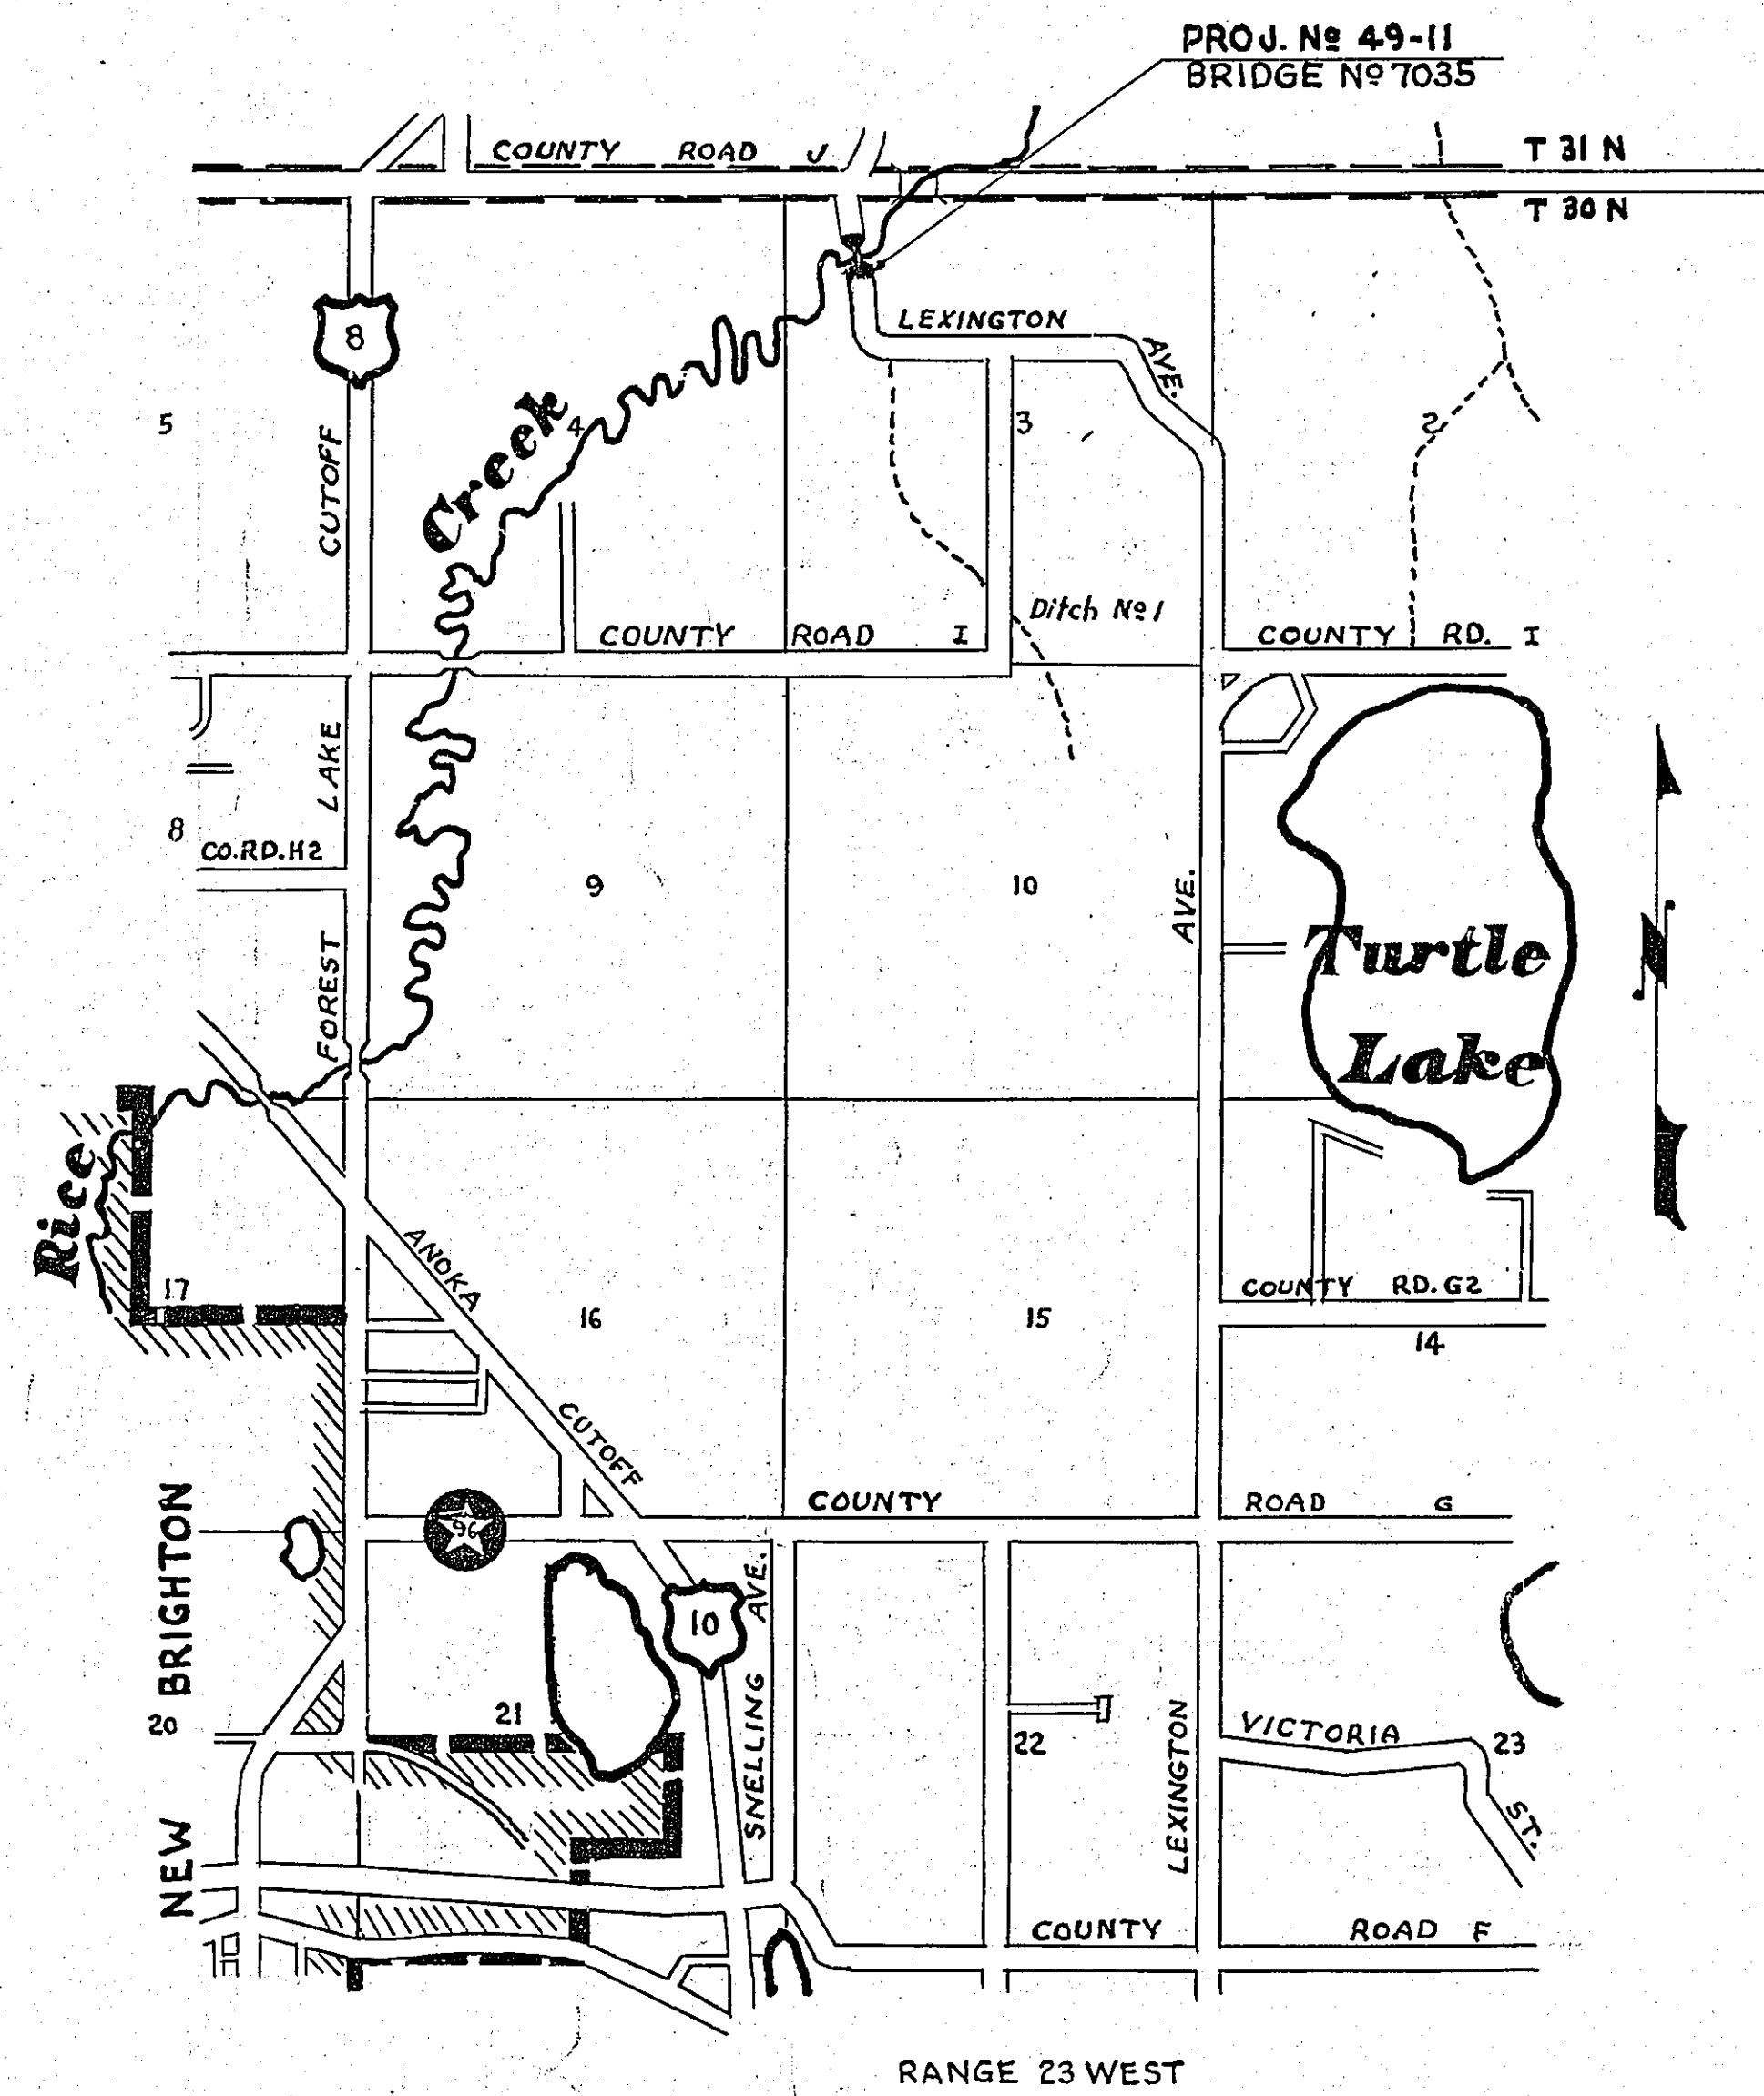 PROJ. Nº 49-11
BRIDGE Nº 7035
COUNTY ROAD J
T 31 N
T 30 N
8
LEXINGTON AVE.
5
4
3
2
CUTOFF
Creek
Ditch Nº 1
COUNTY ROAD I
COUNTY RD. I
LAKE
8
CO. RD. H2
9
10
AVE.
FOREST
Turtle
Lake
N
Rice
17
ANOKA
16
15
COUNTY RD. G2
14
CUTOFF
COUNTY ROAD G
96
NEW BRIGHTON
10
SNELLING AVE.
20
21
22
LEXINGTON
VICTORIA ST.
23
COUNTY ROAD F
RANGE 23 WEST